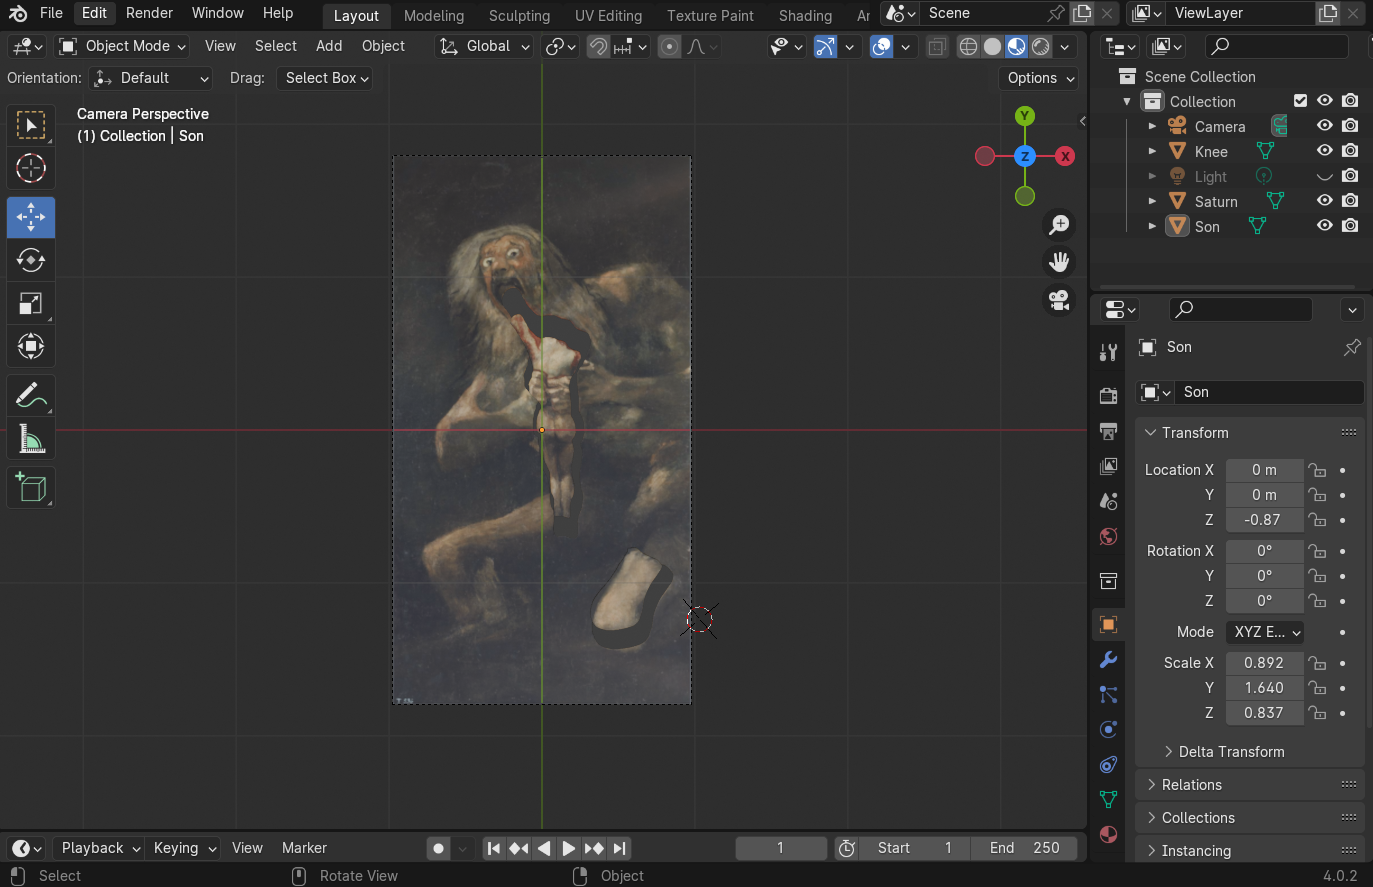 File Edit Render Window Help Layout Modeling Sculpting UV Editing Texture Paint Shading Scene ViewLayer
Object Mode View Select Add Object Global
Orientation: Default Drag: Select Box Options
Camera Perspective
(1) Collection | Son
Y
Z
X
Scene Collection
Collection
Camera
Knee
Light
Saturn
Son
Son
Son
Transform
Location X 0 m
Y 0 m
Z -0.87
Rotation X 0°
Y 0°
Z 0°
Mode XYZ E...
Scale X 0.892
Y 1.640
Z 0.837
Delta Transform
Relations
Collections
Instancing
Playback Keying View Marker 1 Start 1 End 250
Select Rotate View Object 4.0.2